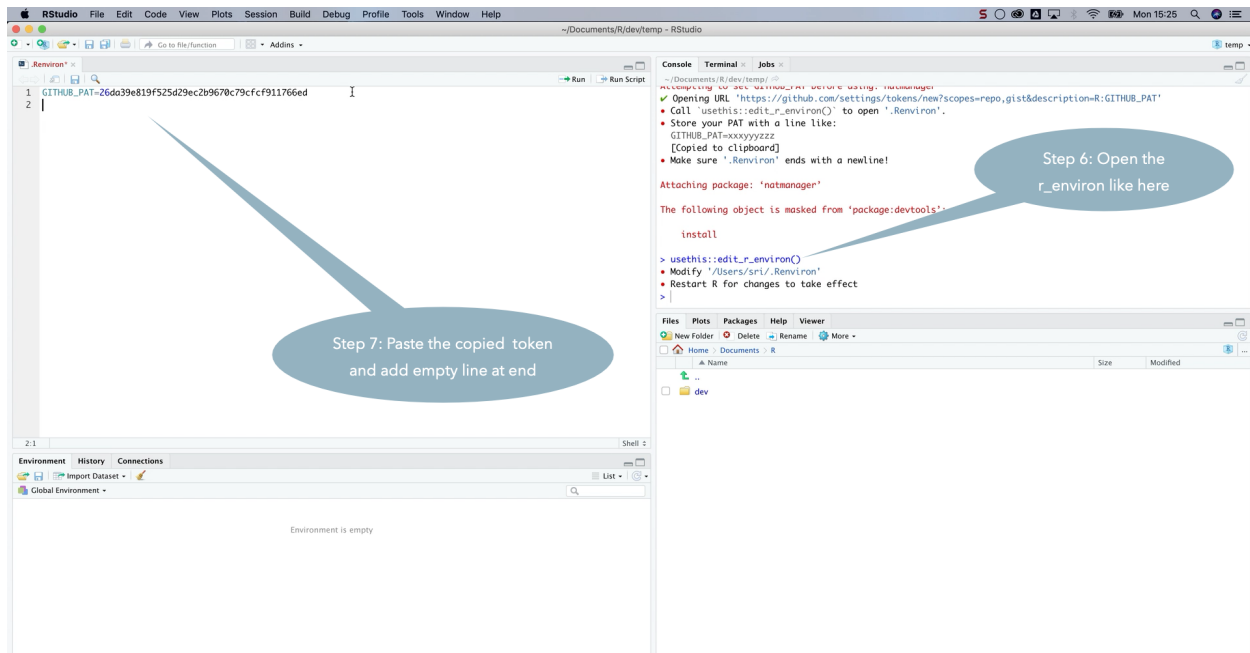 RStudio File Edit Code View Plots Session Build Debug Profile Tools Window Help
Mon 15:25
~/Documents/R/dev/temp - RStudio
Go to file/function
Addins
temp
.Renviron*
Run
Run Script
1 GITHUB_PAT=26da39e819f525d29ec2b9670c79cfcf911766ed
2
Step 7: Paste the copied token
and add empty line at end
2:1
Shell
Environment History Connections
Import Dataset
List
Global Environment
Environment is empty
Console Terminal Jobs
~/Documents/R/dev/temp/
Attempting to set GITHUB_PAT before using: natmanager
✔ Opening URL 'https://github.com/settings/tokens/new?scopes=repo,gist&description=R:GITHUB_PAT'
• Call `usethis::edit_r_environ()` to open '.Renviron'.
• Store your PAT with a line like:
GITHUB_PAT=xxxyyyzzz
[Copied to clipboard]
• Make sure '.Renviron' ends with a newline!
Attaching package: 'natmanager'
The following object is masked from 'package:devtools':
install
> usethis::edit_r_environ()
• Modify '/Users/sri/.Renviron'
• Restart R for changes to take effect
>
Step 6: Open the
r_environ like here
Files Plots Packages Help Viewer
New Folder Delete Rename More
Home Documents R
Name Size Modified
..
dev